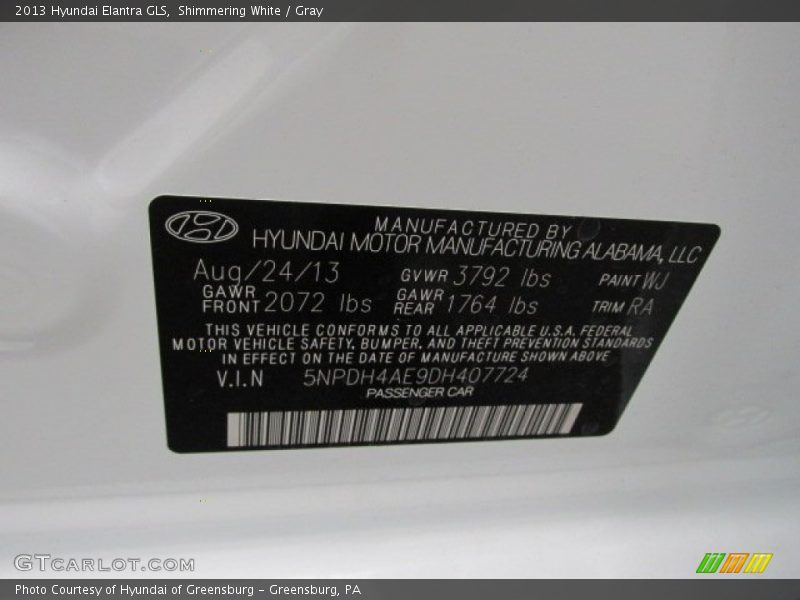 2013 Hyundai Elantra GLS, Shimmering White / Gray
MANUFACTURED BY
HYUNDAI MOTOR MANUFACTURING ALABAMA, LLC
Aug/24/13 GVWR 3792 lbs PAINT WJ
GAWR FRONT 2072 lbs GAWR REAR 1764 lbs TRIM RA
THIS VEHICLE CONFORMS TO ALL APPLICABLE U.S.A. FEDERAL
MOTOR VEHICLE SAFETY, BUMPER, AND THEFT PREVENTION STANDARDS
IN EFFECT ON THE DATE OF MANUFACTURE SHOWN ABOVE
V.I.N 5NPDH4AE9DH407724
PASSENGER CAR
GTCARLOT.COM
Photo Courtesy of Hyundai of Greensburg - Greensburg, PA